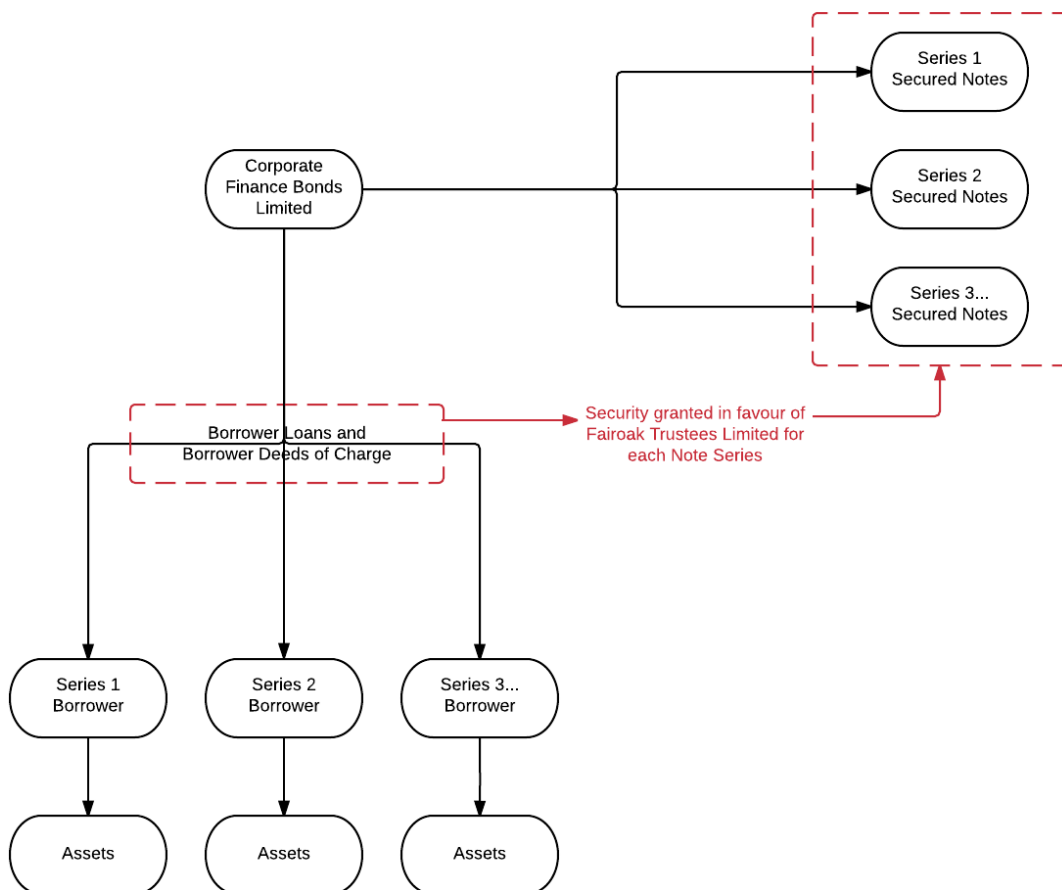 Series 1
Secured Notes
Corporate
Finance Bonds
Limited
Series 2
Secured Notes
Series 3...
Secured Notes
Borrower Loans and
Borrower Deeds of Charge
Security granted in favour of
Fairoak Trustees Limited for
each Note Series
Series 1
Borrower
Series 2
Borrower
Series 3...
Borrower
Assets
Assets
Assets